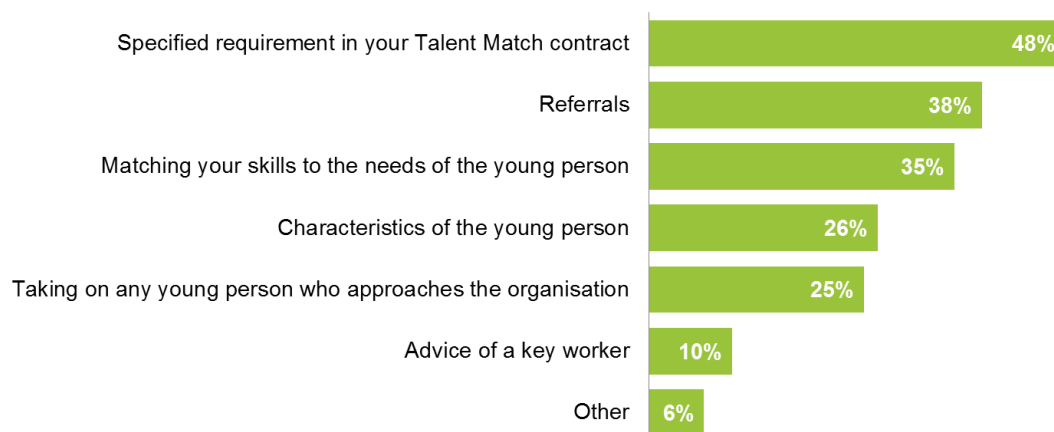 Specified requirement in your Talent Match contract 48%
Referrals 38%
Matching your skills to the needs of the young person 35%
Characteristics of the young person 26%
Taking on any young person who approaches the organisation 25%
Advice of a key worker 10%
Other 6%